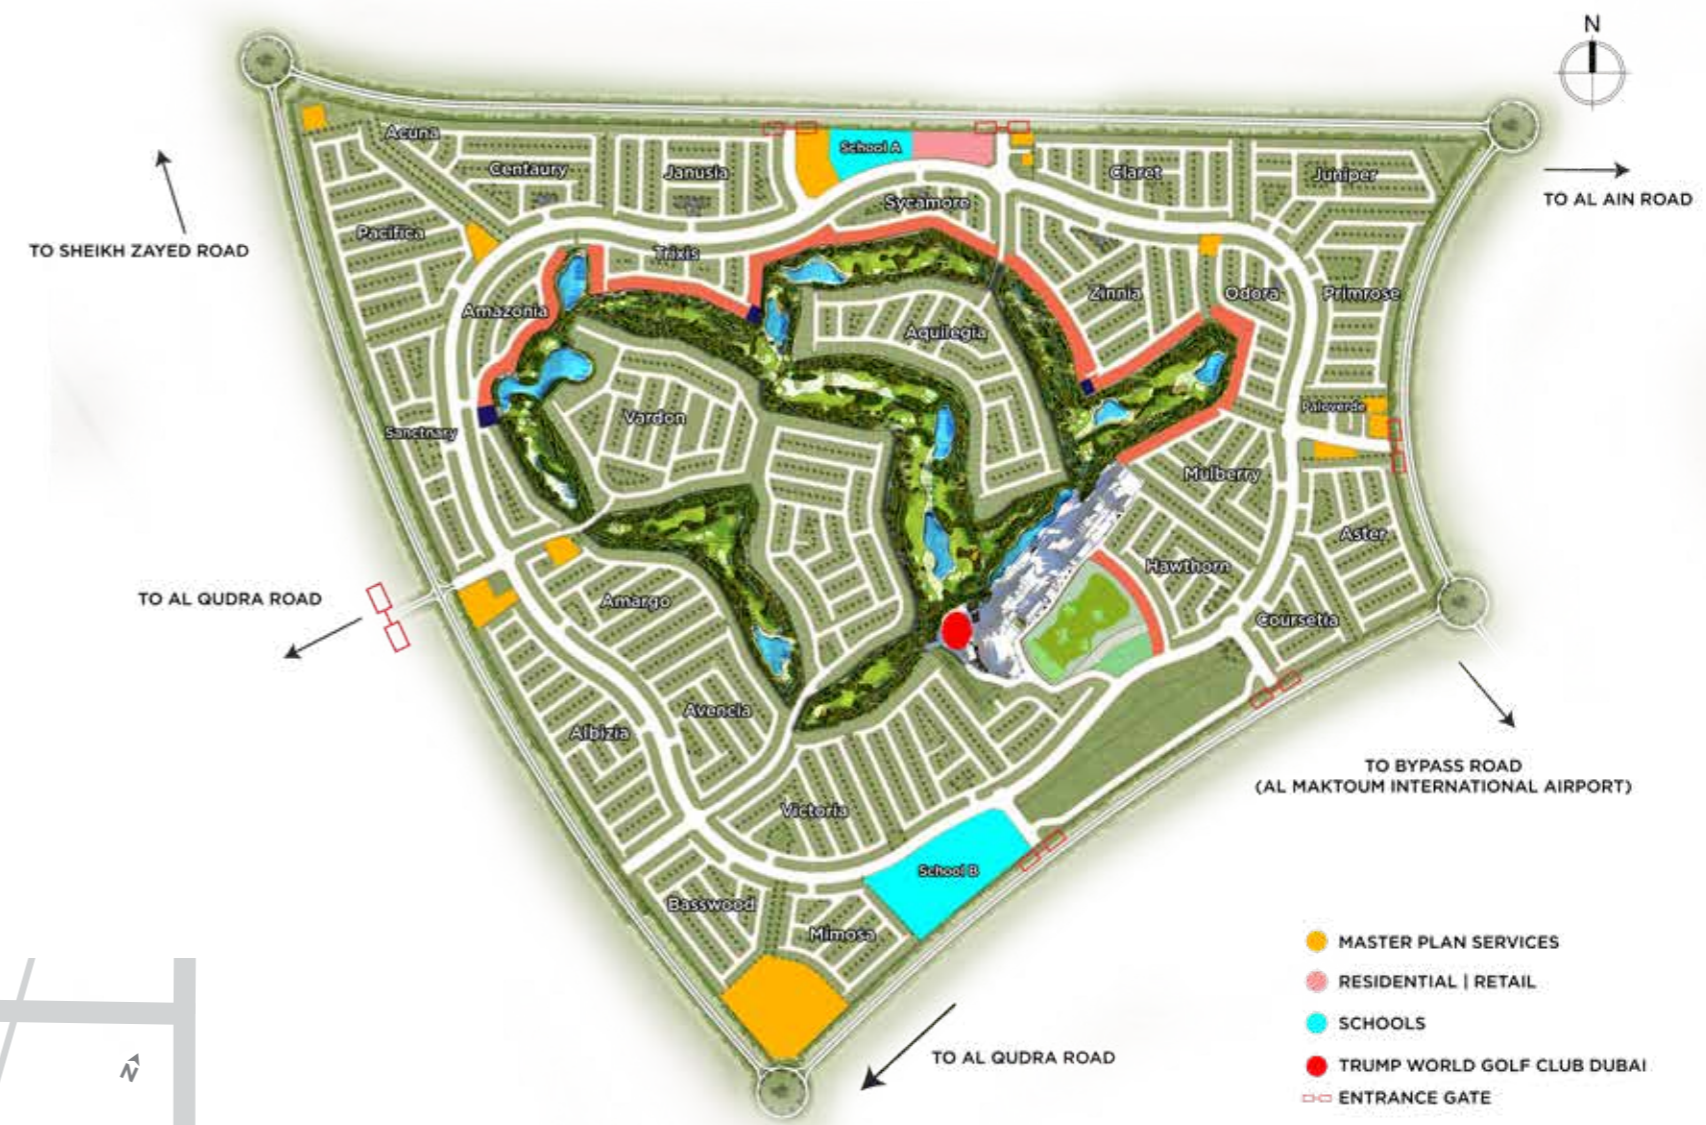 N
Acuna
Centaury
Janusia
School A
Claret
Juniper
TO AL AIN ROAD
Sycamore
Pacifica
TO SHEIKH ZAYED ROAD
Trixis
Zinnia
Odora
Primrose
Amazonia
Aquilegia
Paloverde
Vardon
Sanctnary
Mulberry
Aster
Hawthorn
TO AL QUDRA ROAD
Amargo
Coursetia
Avencia
Albizia
TO BYPASS ROAD
(AL MAKTOUM INTERNATIONAL AIRPORT)
Victoria
School B
Basswood
Mimosa
MASTER PLAN SERVICES
RESIDENTIAL | RETAIL
SCHOOLS
TO AL QUDRA ROAD
TRUMP WORLD GOLF CLUB DUBAI
N
ENTRANCE GATE